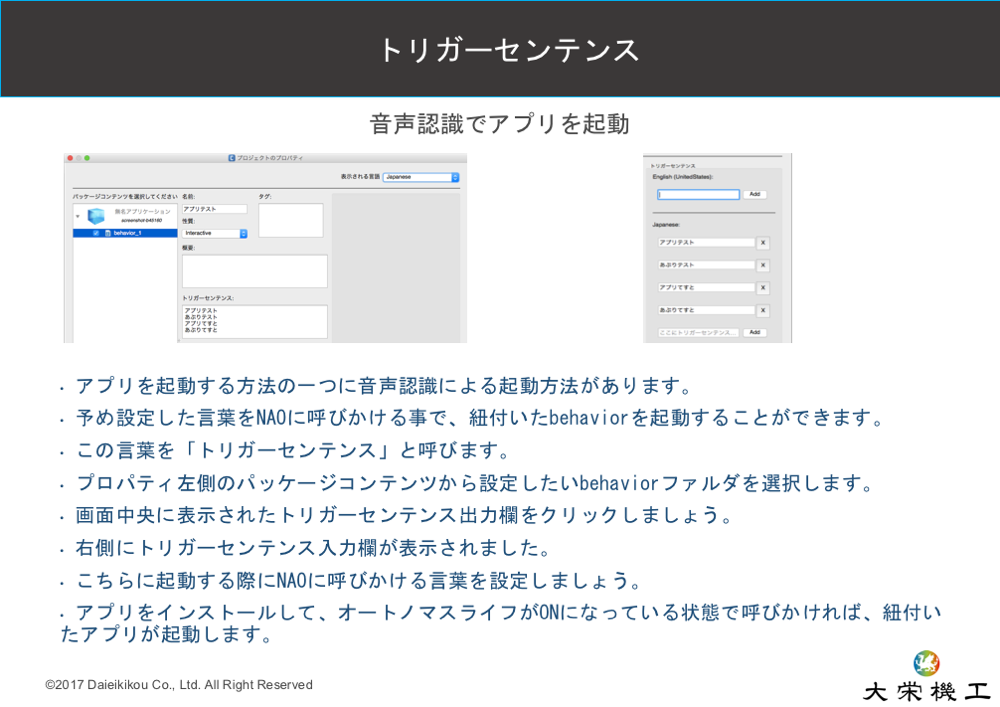 トリガーセンテンス
音声認識でアプリを起動
プロジェクトのプロパティ
表示される言語
Japanese
パッケージコンテンツを選択してください
名前:
タグ:
無名アプリケーション
アプリテスト
性質:
behavior_1
Interactive
概要:
トリガーセンテンス:
アプリテスト
あぷりテスト
アプリてすと
あぷりてすと
トリガーセンテンス
English (UnitedStates):
Add
Japanese:
アプリテスト X
あぷりテスト X
アプリてすと X
あぷりてすと X
ここにトリガーセンテンス... Add
・アプリを起動する方法の一つに音声認識による起動方法があります。
・予め設定した言葉をNAOに呼びかける事で、紐付いたbehaviorを起動することができます。
・この言葉を「トリガーセンテンス」と呼びます。
・プロパティ左側のパッケージコンテンツから設定したいbehaviorファルダを選択します。
・画面中央に表示されたトリガーセンテンス出力欄をクリックしましょう。
・右側にトリガーセンテンス入力欄が表示されました。
・こちらに起動する際にNAOに呼びかける言葉を設定しましょう。
・アプリをインストールして、オートノマスライフがONになっている状態で呼びかければ、紐付い
たアプリが起動します。
©2017 Daieikikou Co., Ltd. All Right Reserved
大栄機工